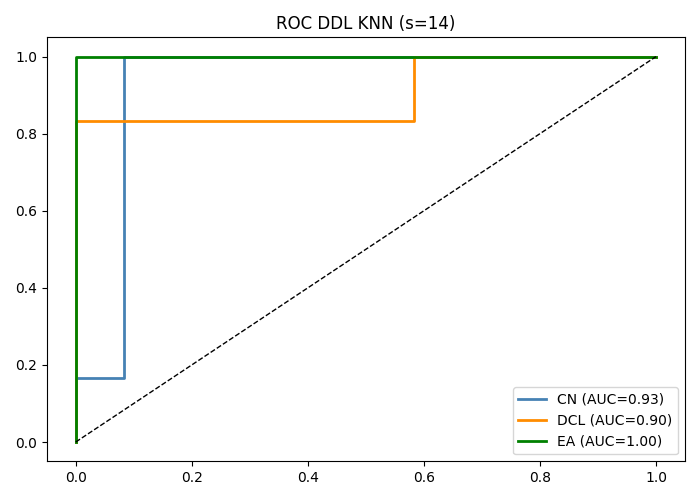 ROC DDL KNN (s=14)
1.0
0.8
0.6
0.4
0.2
0.0
0.0 0.2 0.4 0.6 0.8 1.0
CN (AUC=0.93)
DCL (AUC=0.90)
EA (AUC=1.00)